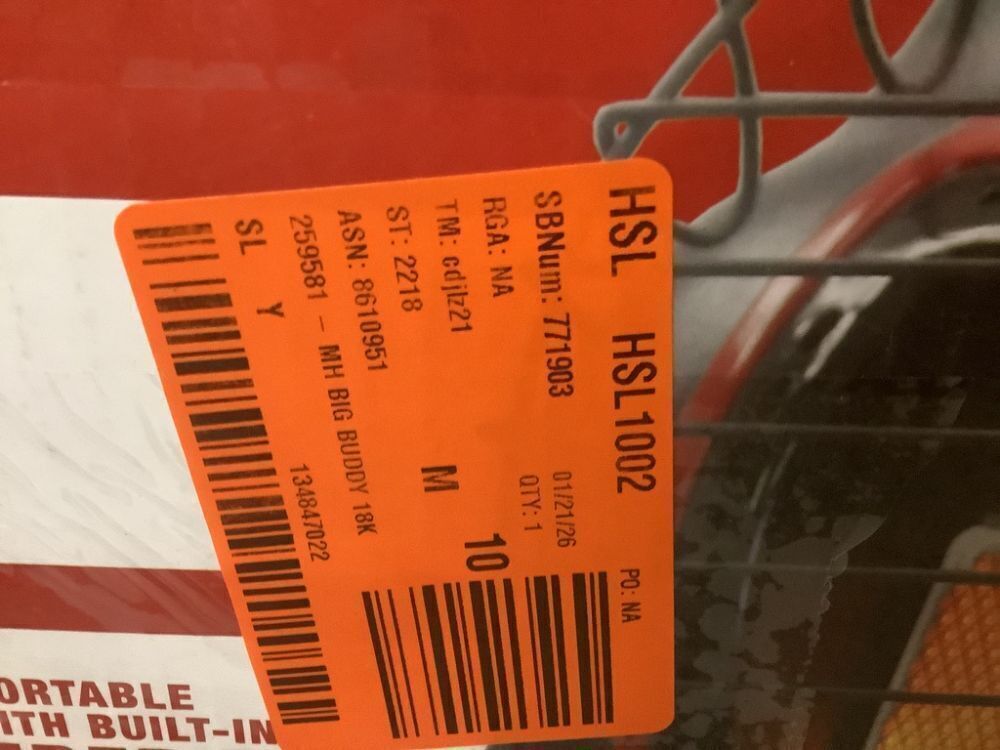 HSL HSL1002 PO: NA
SBNum: 771903 01/21/26
RGA: NA QTY: 1
TM: cdjlz21 10
ST: 2218 M
ASN: 8610951
259581 - MH BIG BUDDY 18K
SL Y 134847022
ORTABLE
ITH BUILT-IN